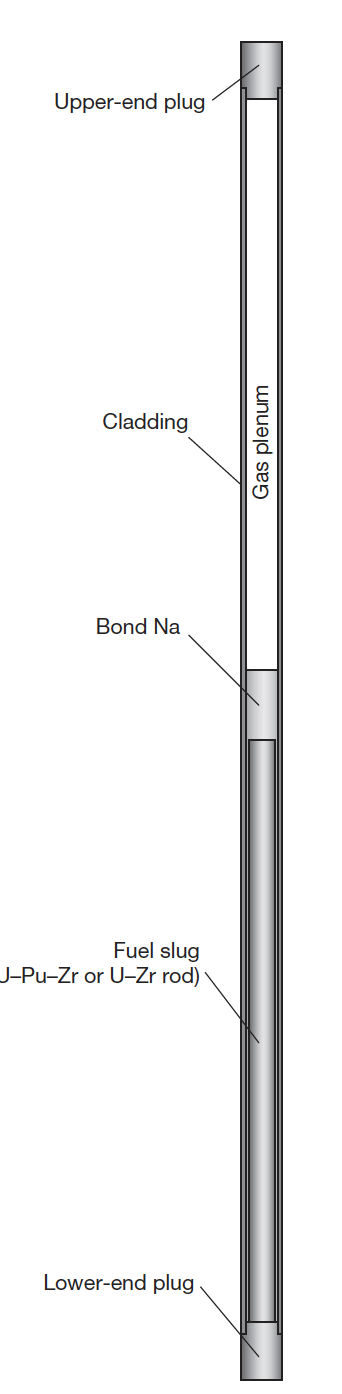 Upper-end plug
Cladding
Gas plenum
Bond Na
Fuel slug
U–Pu–Zr or U–Zr rod)
Lower-end plug